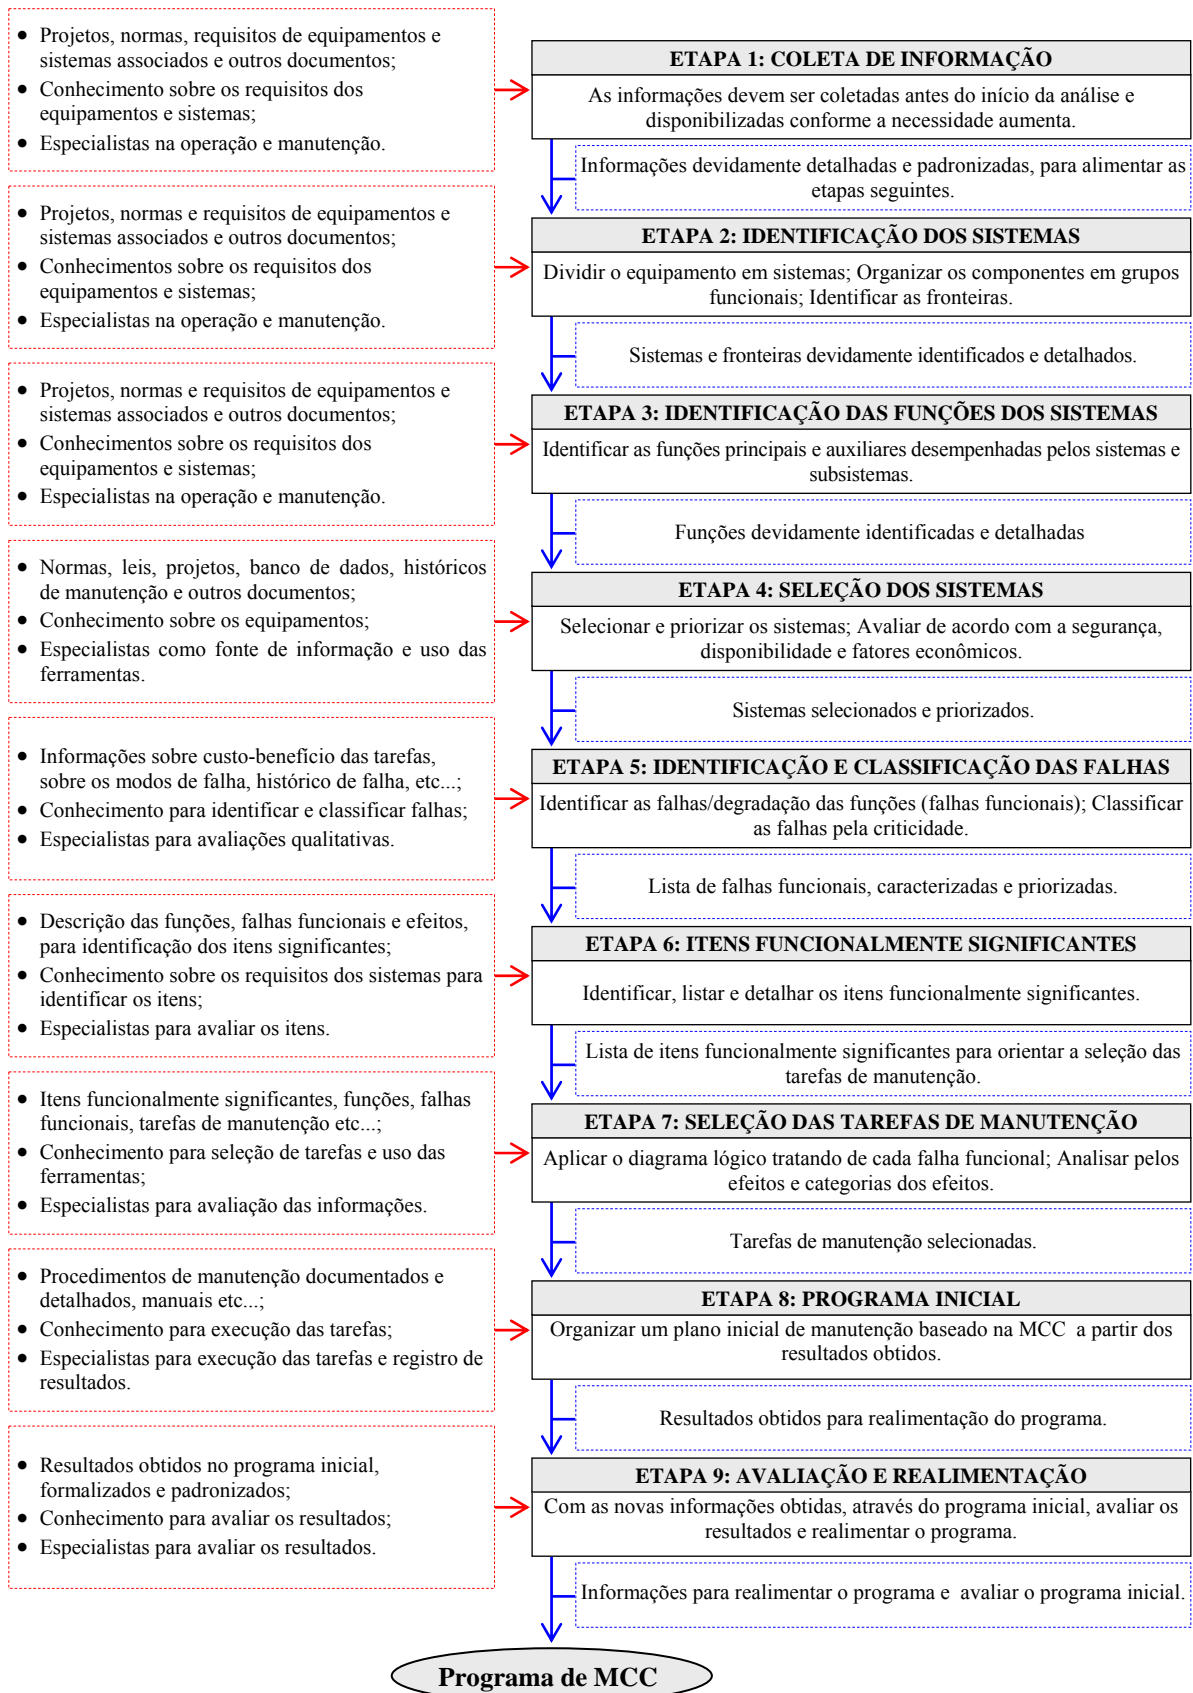 • Projetos, normas, requisitos de equipamentos e
sistemas associados e outros documentos;
• Conhecimento sobre os requisitos dos
equipamentos e sistemas;
• Especialistas na operação e manutenção.
ETAPA 1: COLETA DE INFORMAÇÃO
As informações devem ser coletadas antes do início da análise e
disponibilizadas conforme a necessidade aumenta.
Informações devidamente detalhadas e padronizadas, para alimentar as
etapas seguintes.
• Projetos, normas e requisitos de equipamentos e
sistemas associados e outros documentos;
• Conhecimentos sobre os requisitos dos
equipamentos e sistemas;
• Especialistas na operação e manutenção.
ETAPA 2: IDENTIFICAÇÃO DOS SISTEMAS
Dividir o equipamento em sistemas; Organizar os componentes em grupos
funcionais; Identificar as fronteiras.
Sistemas e fronteiras devidamente identificados e detalhados.
• Projetos, normas e requisitos de equipamentos e
sistemas associados e outros documentos;
• Conhecimentos sobre os requisitos dos
equipamentos e sistemas;
• Especialistas na operação e manutenção.
ETAPA 3: IDENTIFICAÇÃO DAS FUNÇÕES DOS SISTEMAS
Identificar as funções principais e auxiliares desempenhadas pelos sistemas e
subsistemas.
Funções devidamente identificadas e detalhadas
• Normas, leis, projetos, banco de dados, históricos
de manutenção e outros documentos;
• Conhecimento sobre os equipamentos;
• Especialistas como fonte de informação e uso das
ferramentas.
ETAPA 4: SELEÇÃO DOS SISTEMAS
Selecionar e priorizar os sistemas; Avaliar de acordo com a segurança,
disponibilidade e fatores econômicos.
Sistemas selecionados e priorizados.
• Informações sobre custo-benefício das tarefas,
sobre os modos de falha, histórico de falha, etc...;
• Conhecimento para identificar e classificar falhas;
• Especialistas para avaliações qualitativas.
ETAPA 5: IDENTIFICAÇÃO E CLASSIFICAÇÃO DAS FALHAS
Identificar as falhas/degradação das funções (falhas funcionais); Classificar
as falhas pela criticidade.
Lista de falhas funcionais, caracterizadas e priorizadas.
• Descrição das funções, falhas funcionais e efeitos,
para identificação dos itens significantes;
• Conhecimento sobre os requisitos dos sistemas para
identificar os itens;
• Especialistas para avaliar os itens.
ETAPA 6: ITENS FUNCIONALMENTE SIGNIFICANTES
Identificar, listar e detalhar os itens funcionalmente significantes.
Lista de itens funcionalmente significantes para orientar a seleção das
tarefas de manutenção.
• Itens funcionalmente significantes, funções, falhas
funcionais, tarefas de manutenção etc...;
• Conhecimento para seleção de tarefas e uso das
ferramentas;
• Especialistas para avaliação das informações.
ETAPA 7: SELEÇÃO DAS TAREFAS DE MANUTENÇÃO
Aplicar o diagrama lógico tratando de cada falha funcional; Analisar pelos
efeitos e categorias dos efeitos.
Tarefas de manutenção selecionadas.
• Procedimentos de manutenção documentados e
detalhados, manuais etc...;
• Conhecimento para execução das tarefas;
• Especialistas para execução das tarefas e registro de
resultados.
ETAPA 8: PROGRAMA INICIAL
Organizar um plano inicial de manutenção baseado na MCC a partir dos
resultados obtidos.
Resultados obtidos para realimentação do programa.
• Resultados obtidos no programa inicial,
formalizados e padronizados;
• Conhecimento para avaliar os resultados;
• Especialistas para avaliar os resultados.
ETAPA 9: AVALIAÇÃO E REALIMENTAÇÃO
Com as novas informações obtidas, através do programa inicial, avaliar os
resultados e realimentar o programa.
Informações para realimentar o programa e avaliar o programa inicial.
Programa de MCC